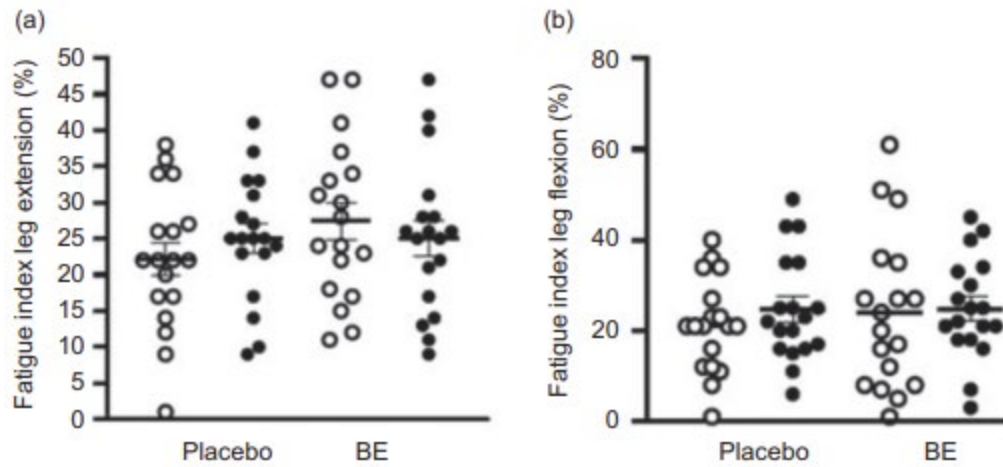 (a)
Fatigue index leg extension (%)
50
45
40
35
30
25
20
15
10
5
0
Placebo BE
(b)
Fatigue index leg flexion (%)
80
60
40
20
0
Placebo BE